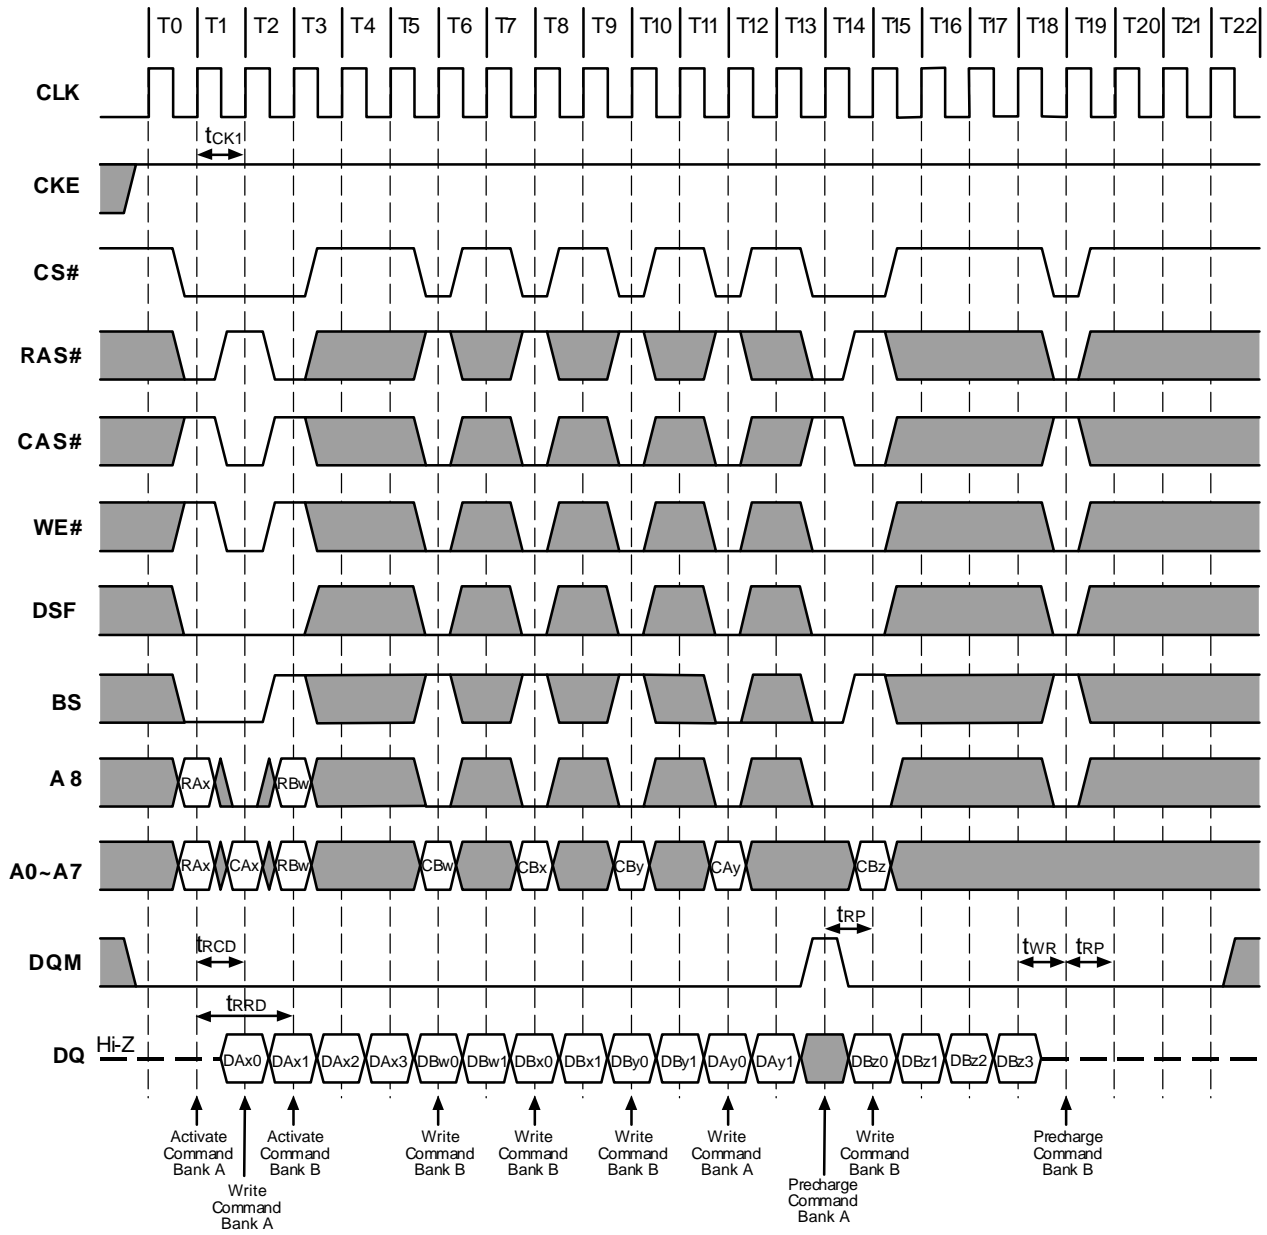 T0 T1 T2 T3 T4 T5 T6 T7 T8 T9 T10 T11 T12 T13 T14 T15 T16 T17 T18 T19 T20 T21 T22
CLK
tCK1
CKE
CS#
RAS#
CAS#
WE#
DSF
BS
A8
RAx RBw
A0~A7
RAx CAx RBw CBw CBx CBy CAy CBz
tRP
DQM
tRCD
tWR tRP
tRRD
DQ
Hi-Z
DAx0 DAx1 DAx2 DAx3 DBw0 DBw1 DBx0 DBx1 DBy0 DBy1 DAy0 DAy1 DBz0 DBz1 DBz2 DBz3
Activate
Command
Bank A
Write
Command
Bank A
Activate
Command
Bank B
Write
Command
Bank B
Write
Command
Bank B
Write
Command
Bank B
Write
Command
Bank A
Precharge
Command
Bank A
Write
Command
Bank B
Precharge
Command
Bank B